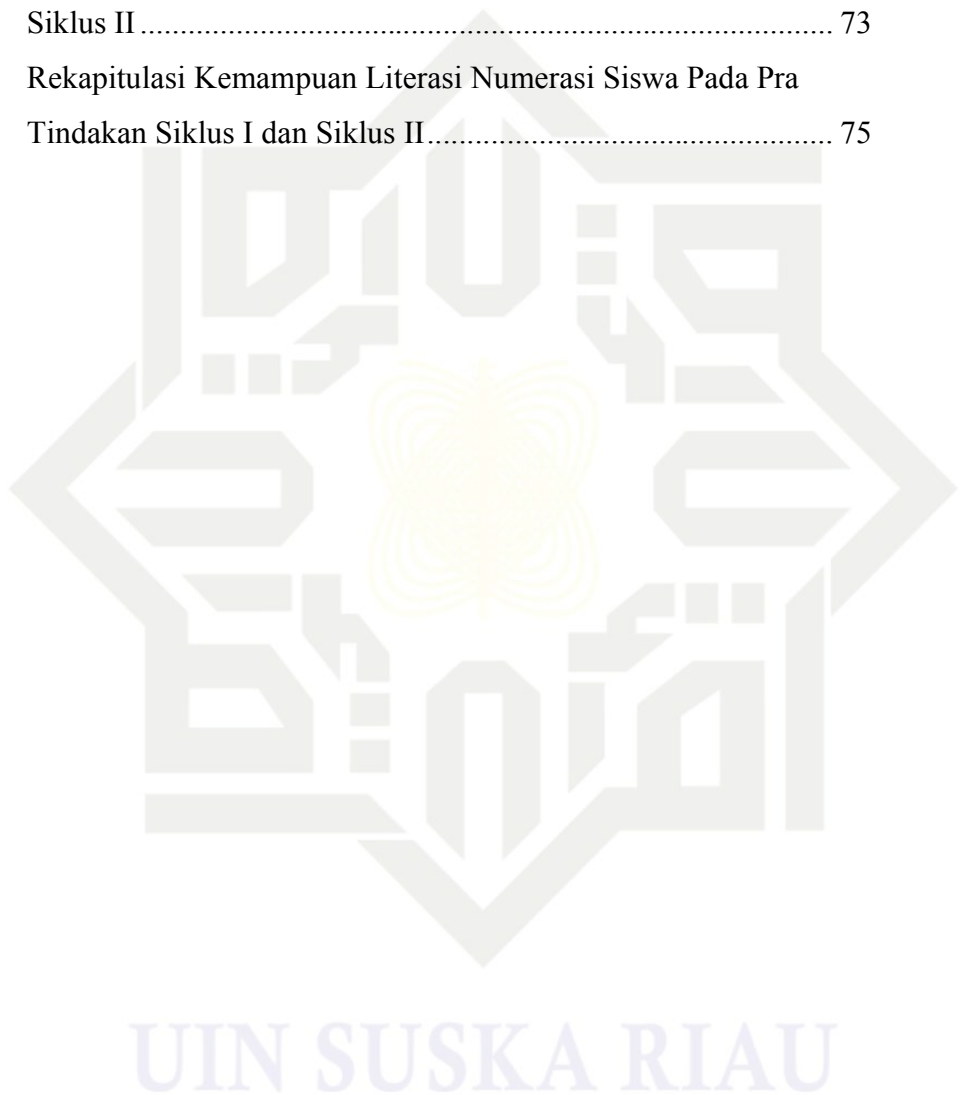 Siklus II ........................................................................................ 73
Rekapitulasi Kemampuan Literasi Numerasi Siswa Pada Pra
Tindakan Siklus I dan Siklus II .................................................... 75
UIN SUSKA RIAU